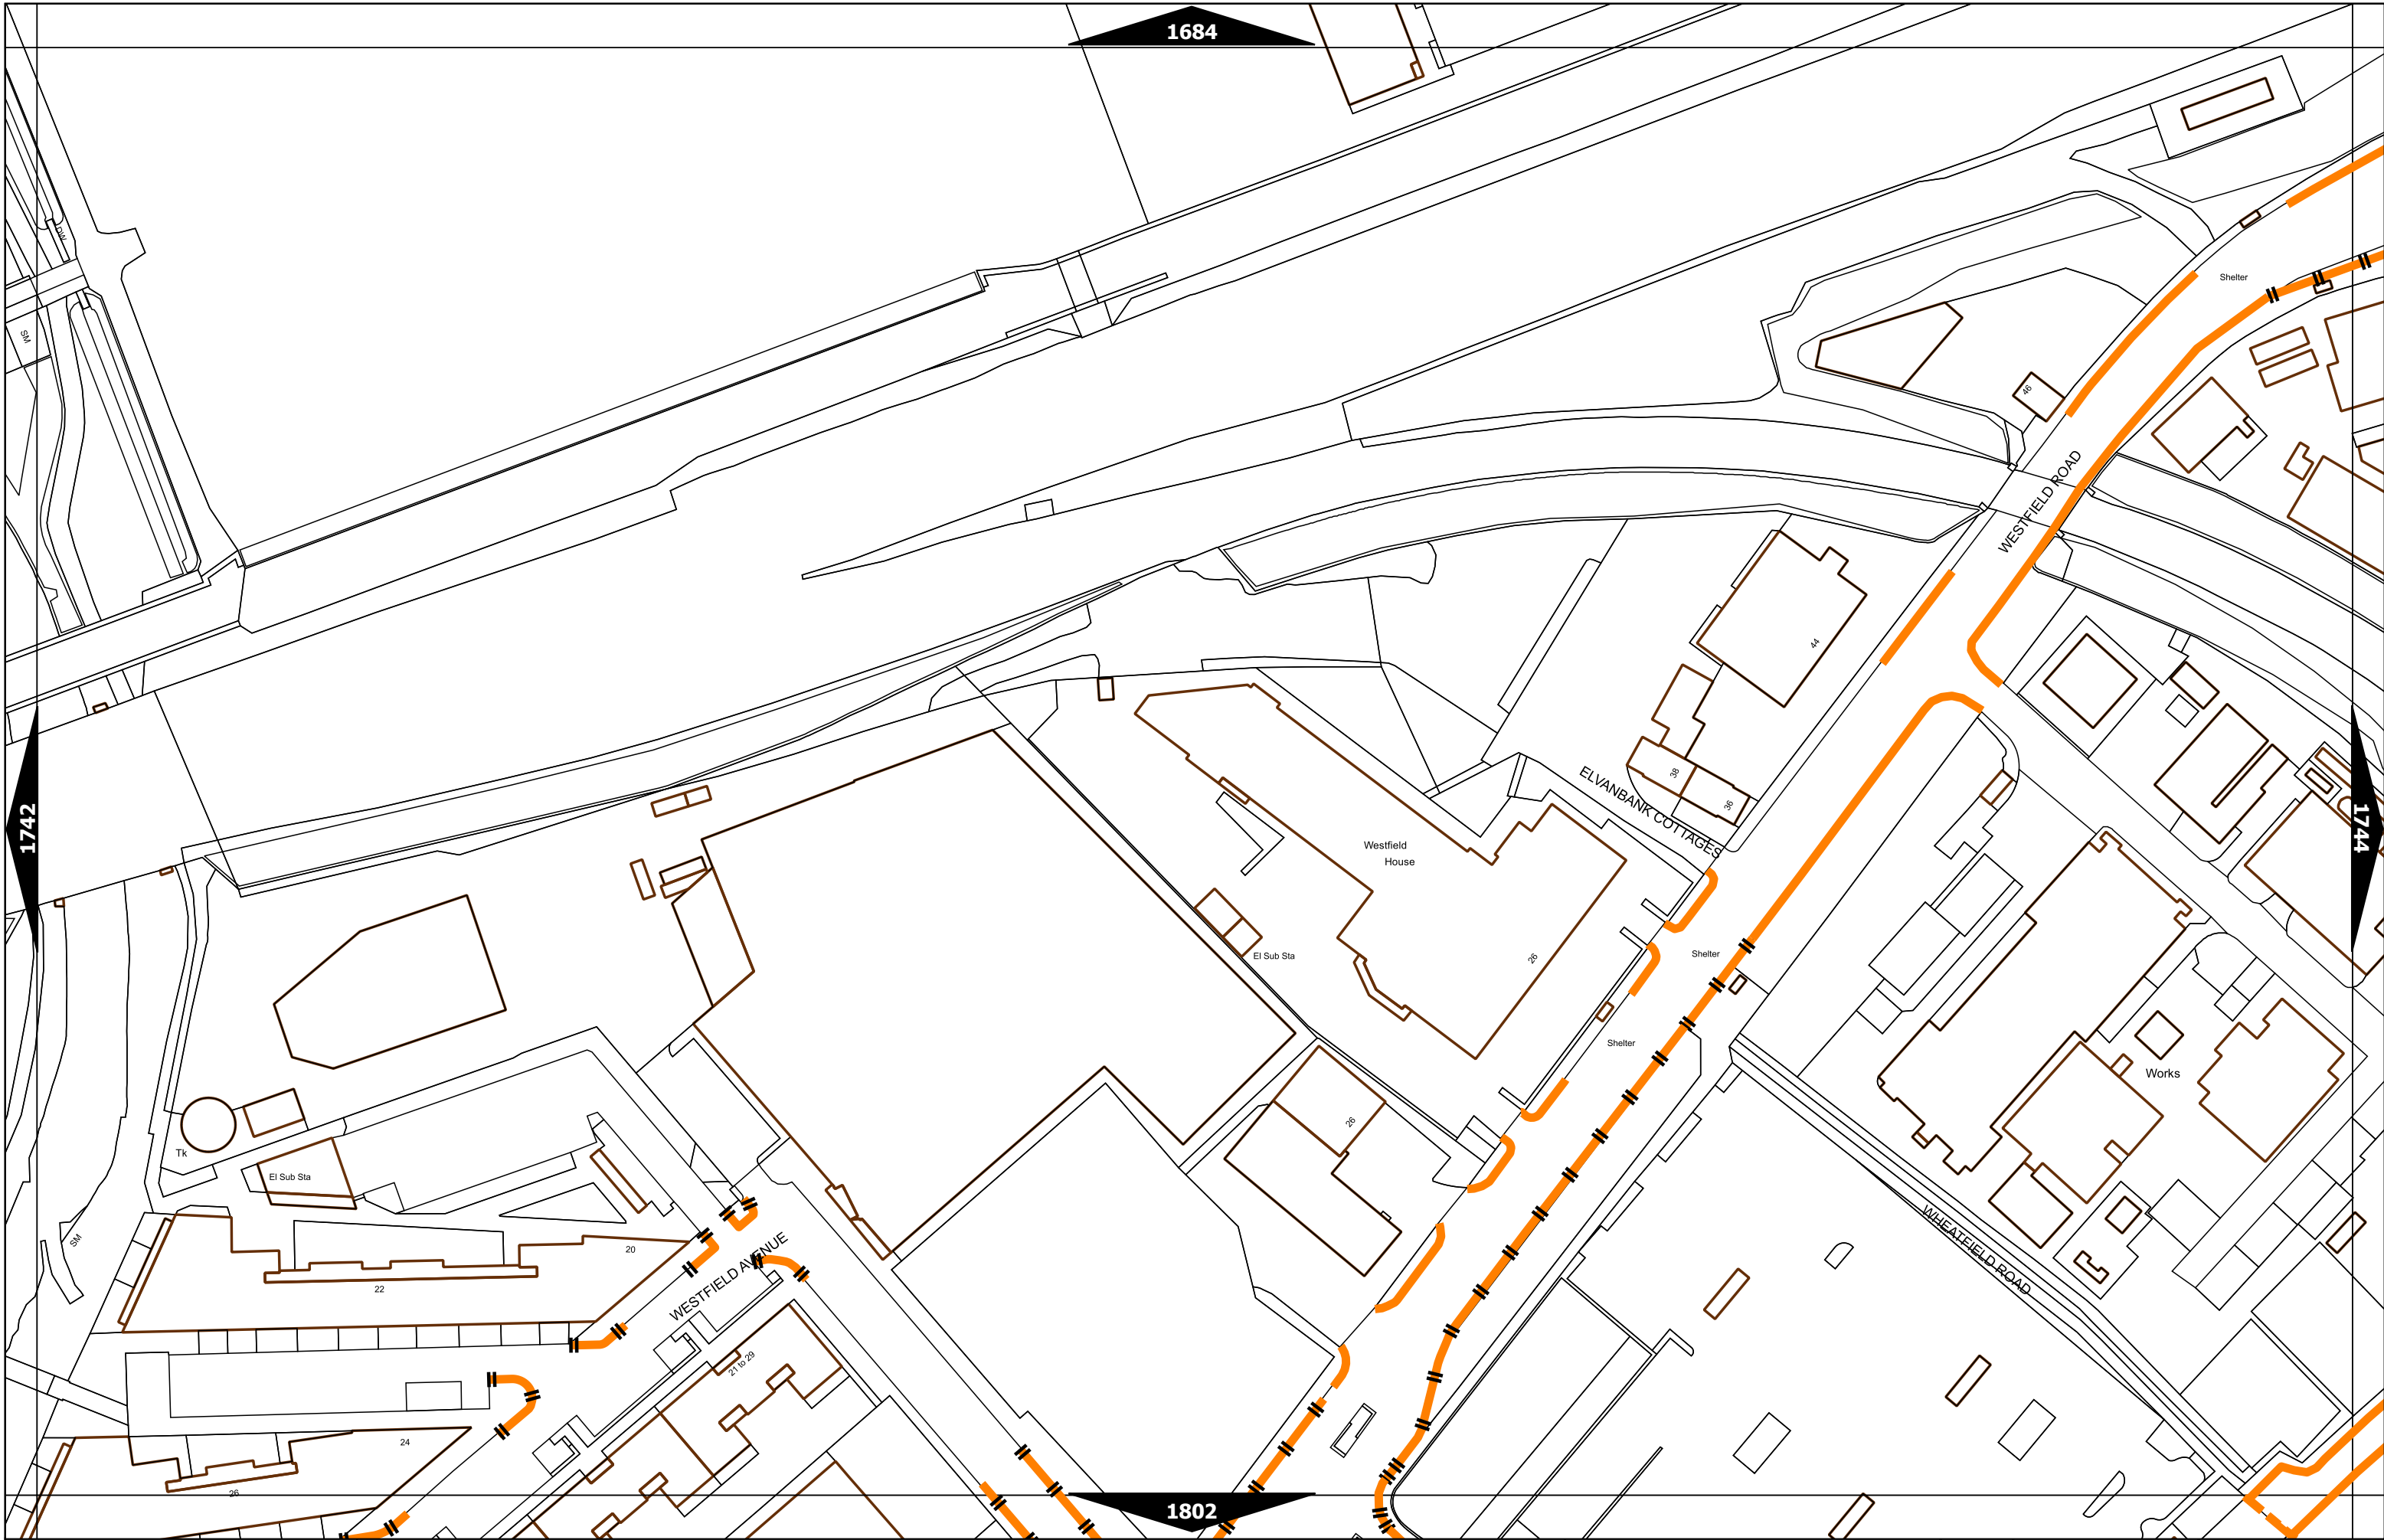 1684
DW
Shelter
SM
46
WESTFIELD ROAD
44
38
36
ELVANBANK COTTAGES
1742
1744
Westfield
House
El Sub Sta
26
Shelter
Shelter
Works
26
Tk
El Sub Sta
WHEATFIELD ROAD
SM
20
WESTFIELD AVENUE
22
21 to 29
24
26
1802